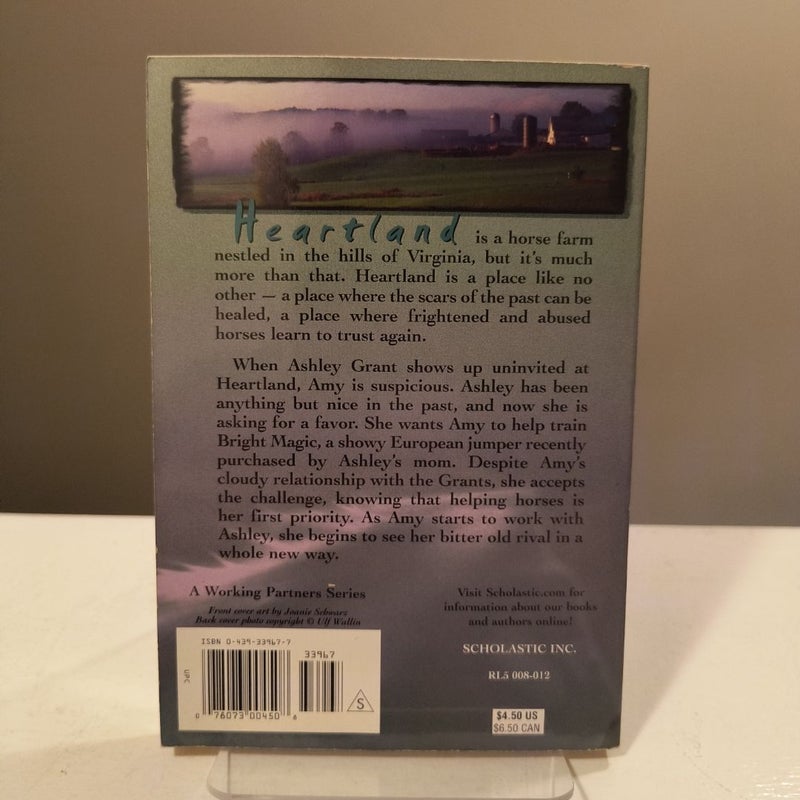 Heartland is a horse farm
nestled in the hills of Virginia, but it's much
more than that. Heartland is a place like no
other — a place where the scars of the past can be
healed, a place where frightened and abused
horses learn to trust again.
When Ashley Grant shows up uninvited at
Heartland, Amy is suspicious. Ashley has been
anything but nice in the past, and now she is
asking for a favor. She wants Amy to help train
Bright Magic, a showy European jumper recently
purchased by Ashley's mom. Despite Amy's
cloudy relationship with the Grants, she accepts
the challenge, knowing that helping horses is
her first priority. As Amy starts to work with
Ashley, she begins to see her bitter old rival in a
whole new way.
A Working Partners Series
Front cover art by Joanie Schwarz
Back cover photo copyright © Ulf Wallin
Visit Scholastic.com for
information about our books
and authors online!
SCHOLASTIC INC.
RL5 008-012
ISBN 0-439-33967-7
33967
UPC
S
0 76073 00450 6
$4.50 US
$6.50 CAN